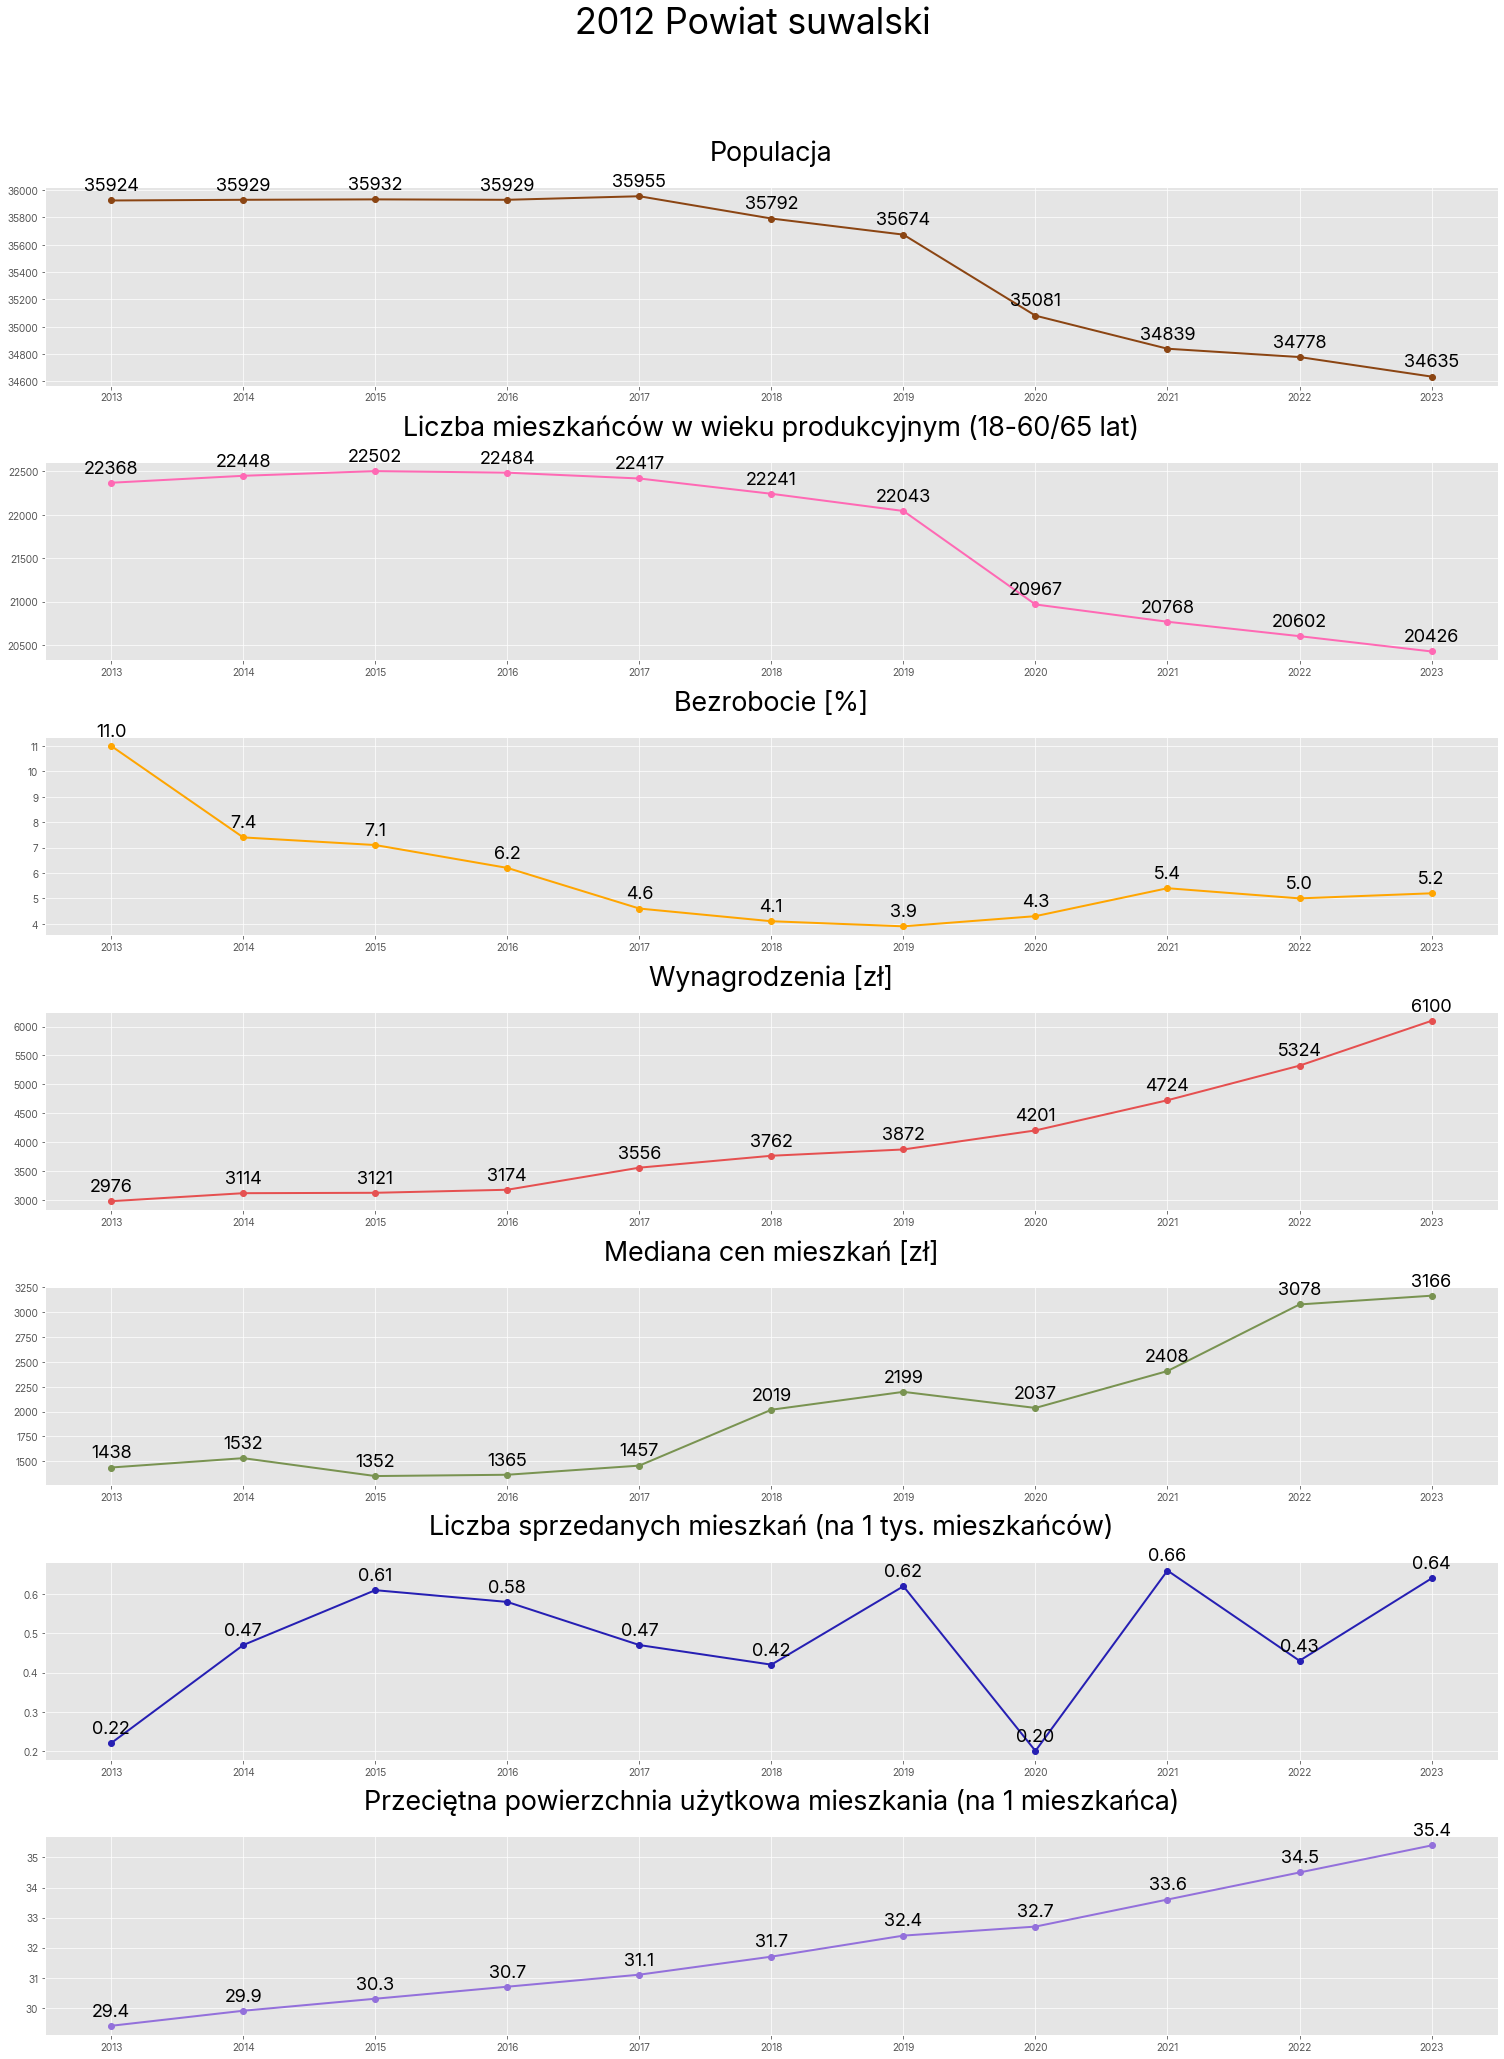 2012 Powiat suwalski
Populacja
35924 35929 35932 35929 35955 35792 35674 35081 34839 34778 34635
36000
35800
35600
35400
35200
35000
34800
34600
2013 2014 2015 2016 2017 2018 2019 2020 2021 2022 2023
Liczba mieszkańców w wieku produkcyjnym (18-60/65 lat)
22368 22448 22502 22484 22417 22241 22043 20967 20768 20602 20426
22500
22000
21500
21000
20500
2013 2014 2015 2016 2017 2018 2019 2020 2021 2022 2023
Bezrobocie [%]
11.0 7.4 7.1 6.2 4.6 4.1 3.9 4.3 5.4 5.0 5.2
11
10
9
8
7
6
5
4
2013 2014 2015 2016 2017 2018 2019 2020 2021 2022 2023
Wynagrodzenia [zł]
2976 3114 3121 3174 3556 3762 3872 4201 4724 5324 6100
6000
5500
5000
4500
4000
3500
3000
2013 2014 2015 2016 2017 2018 2019 2020 2021 2022 2023
Mediana cen mieszkań [zł]
1438 1532 1352 1365 1457 2019 2199 2037 2408 3078 3166
3250
3000
2750
2500
2250
2000
1750
1500
2013 2014 2015 2016 2017 2018 2019 2020 2021 2022 2023
Liczba sprzedanych mieszkań (na 1 tys. mieszkańców)
0.22 0.47 0.61 0.58 0.47 0.42 0.62 0.20 0.66 0.43 0.64
0.6
0.5
0.4
0.3
0.2
2013 2014 2015 2016 2017 2018 2019 2020 2021 2022 2023
Przeciętna powierzchnia użytkowa mieszkania (na 1 mieszkańca)
29.4 29.9 30.3 30.7 31.1 31.7 32.4 32.7 33.6 34.5 35.4
35
34
33
32
31
30
2013 2014 2015 2016 2017 2018 2019 2020 2021 2022 2023